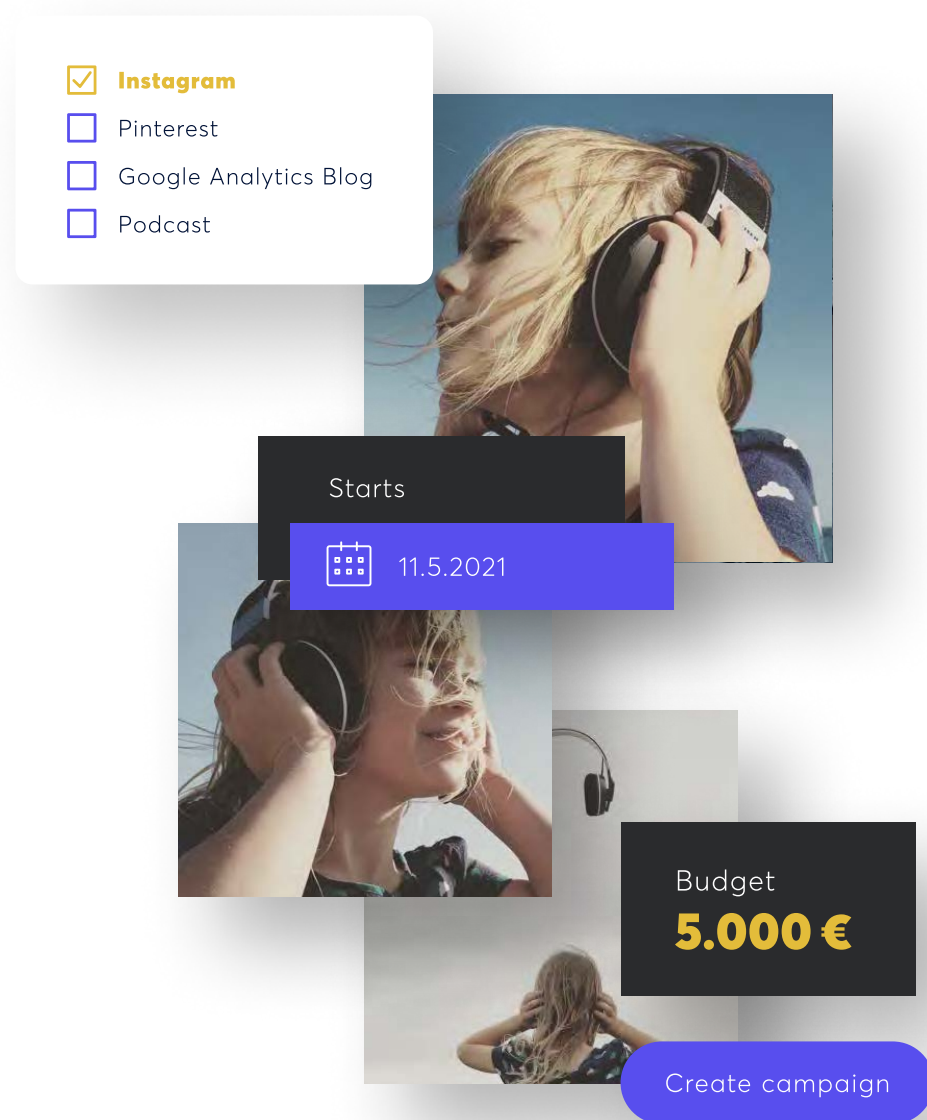 Instagram
Pinterest
Google Analytics Blog
Podcast
Starts
11.5.2021
Budget
5.000 €
Create campaign